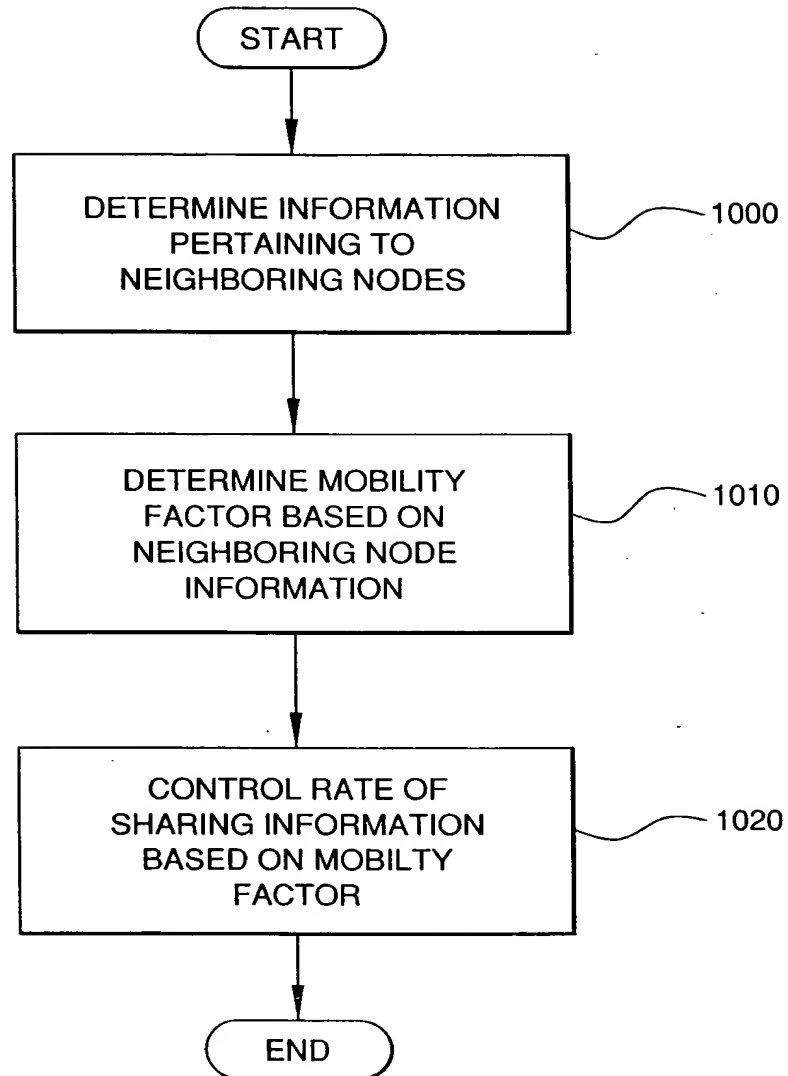 START
DETERMINE INFORMATION
PERTAINING TO
NEIGHBORING NODES
1000
DETERMINE MOBILITY
FACTOR BASED ON
NEIGHBORING NODE
INFORMATION
1010
CONTROL RATE OF
SHARING INFORMATION
BASED ON MOBILTY
FACTOR
1020
END